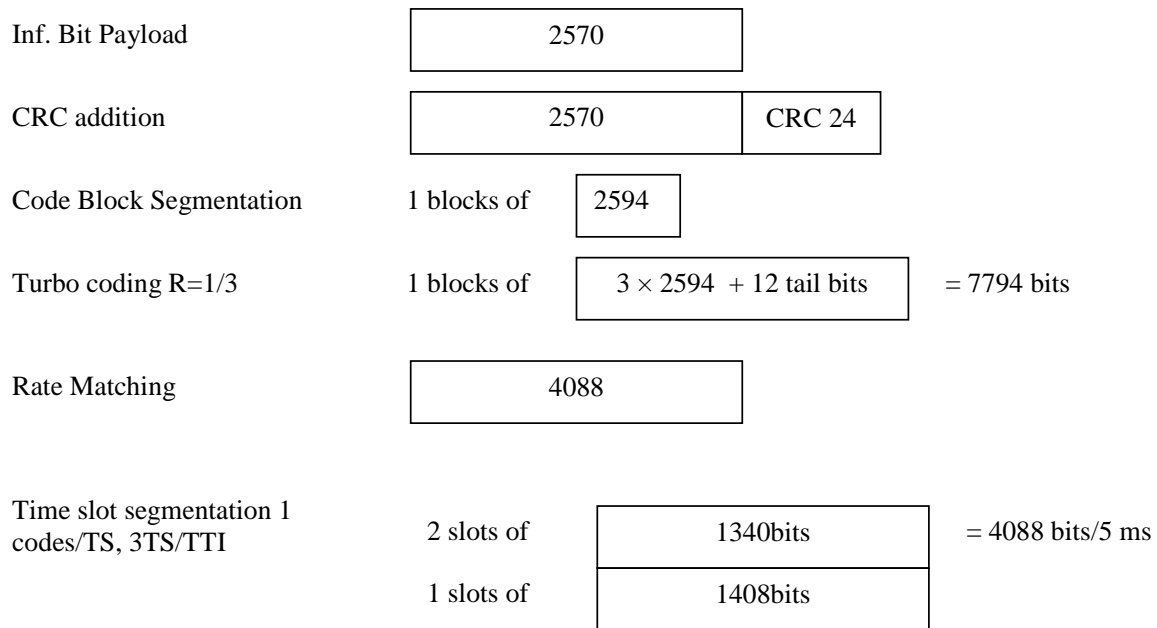 Inf. Bit Payload 2570
CRC addition 2570 CRC 24
Code Block Segmentation 1 blocks of 2594
Turbo coding R=1/3 1 blocks of 3 × 2594 + 12 tail bits = 7794 bits
Rate Matching 4088
Time slot segmentation 1
codes/TS, 3TS/TTI 2 slots of 1340bits = 4088 bits/5 ms
1 slots of 1408bits